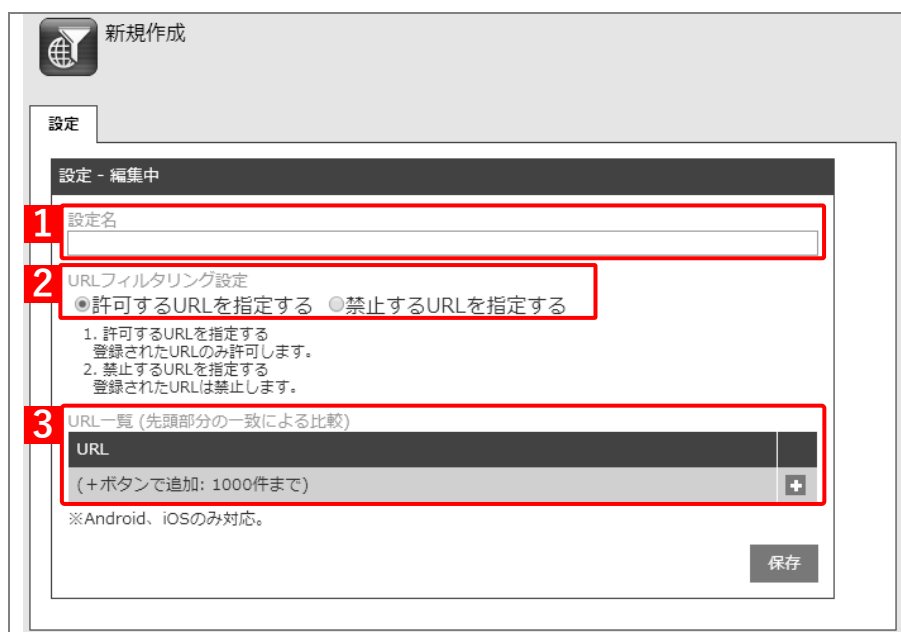 新規作成
設定
設定 - 編集中
1
設定名
2
URLフィルタリング設定
許可するURLを指定する 禁止するURLを指定する
1. 許可するURLを指定する
登録されたURLのみ許可します。
2. 禁止するURLを指定する
登録されたURLは禁止します。
3
URL一覧 (先頭部分の一致による比較)
URL
(+ボタンで追加: 1000件まで)
※Android、iOSのみ対応。
保存